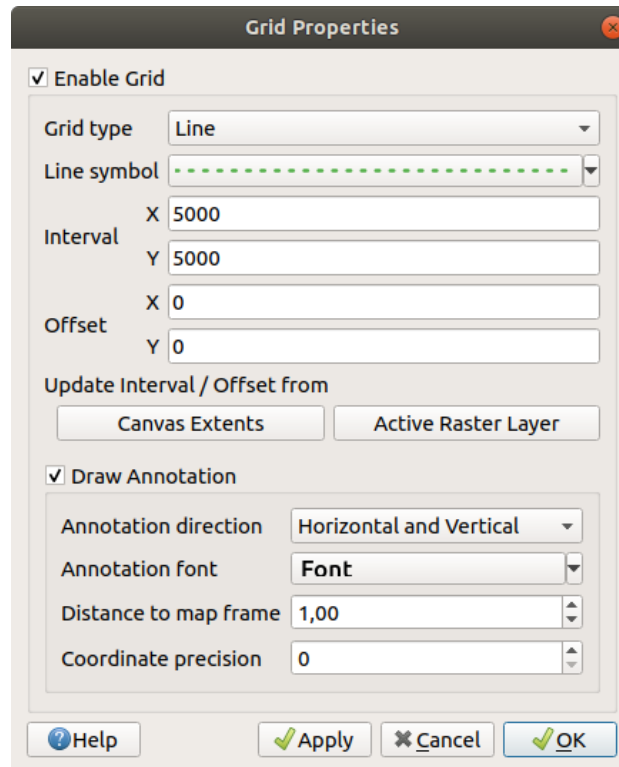 Grid Properties
Enable Grid
Grid type Line
Line symbol
Interval
X 5000
Y 5000
Offset
X 0
Y 0
Update Interval / Offset from
Canvas Extents Active Raster Layer
Draw Annotation
Annotation direction Horizontal and Vertical
Annotation font Font
Distance to map frame 1,00
Coordinate precision 0
Help Apply Cancel OK